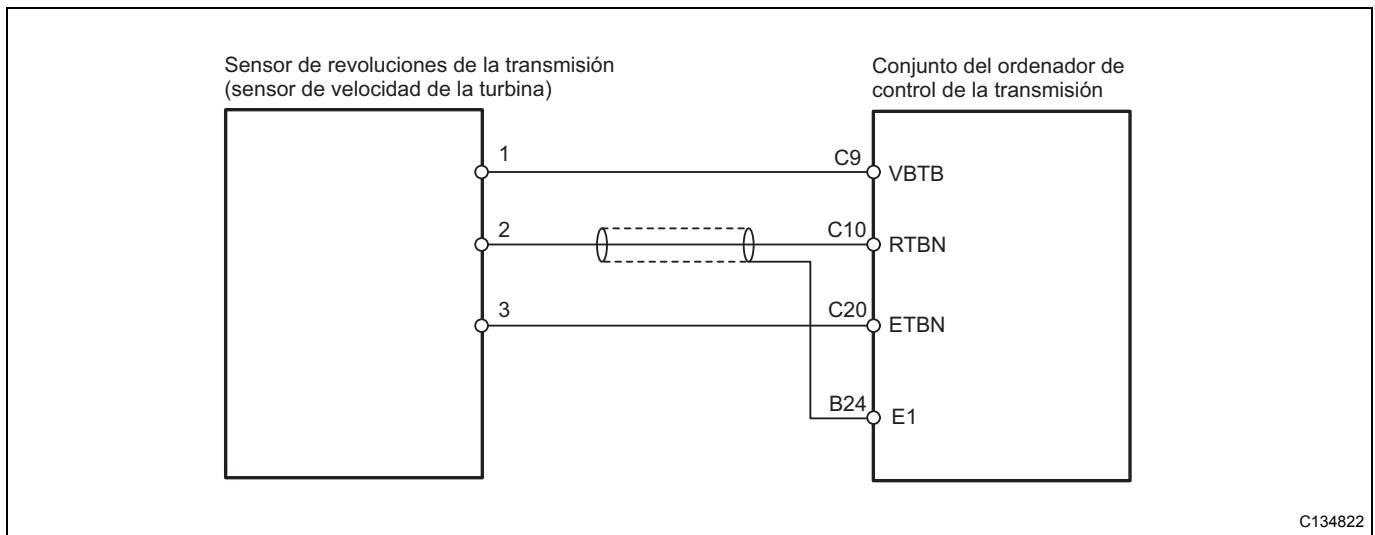 Sensor de revoluciones de la transmisión
(sensor de velocidad de la turbina)
Conjunto del ordenador de
control de la transmisión
1
C9
VBTB
2
C10
RTBN
3
C20
ETBN
B24
E1
C134822